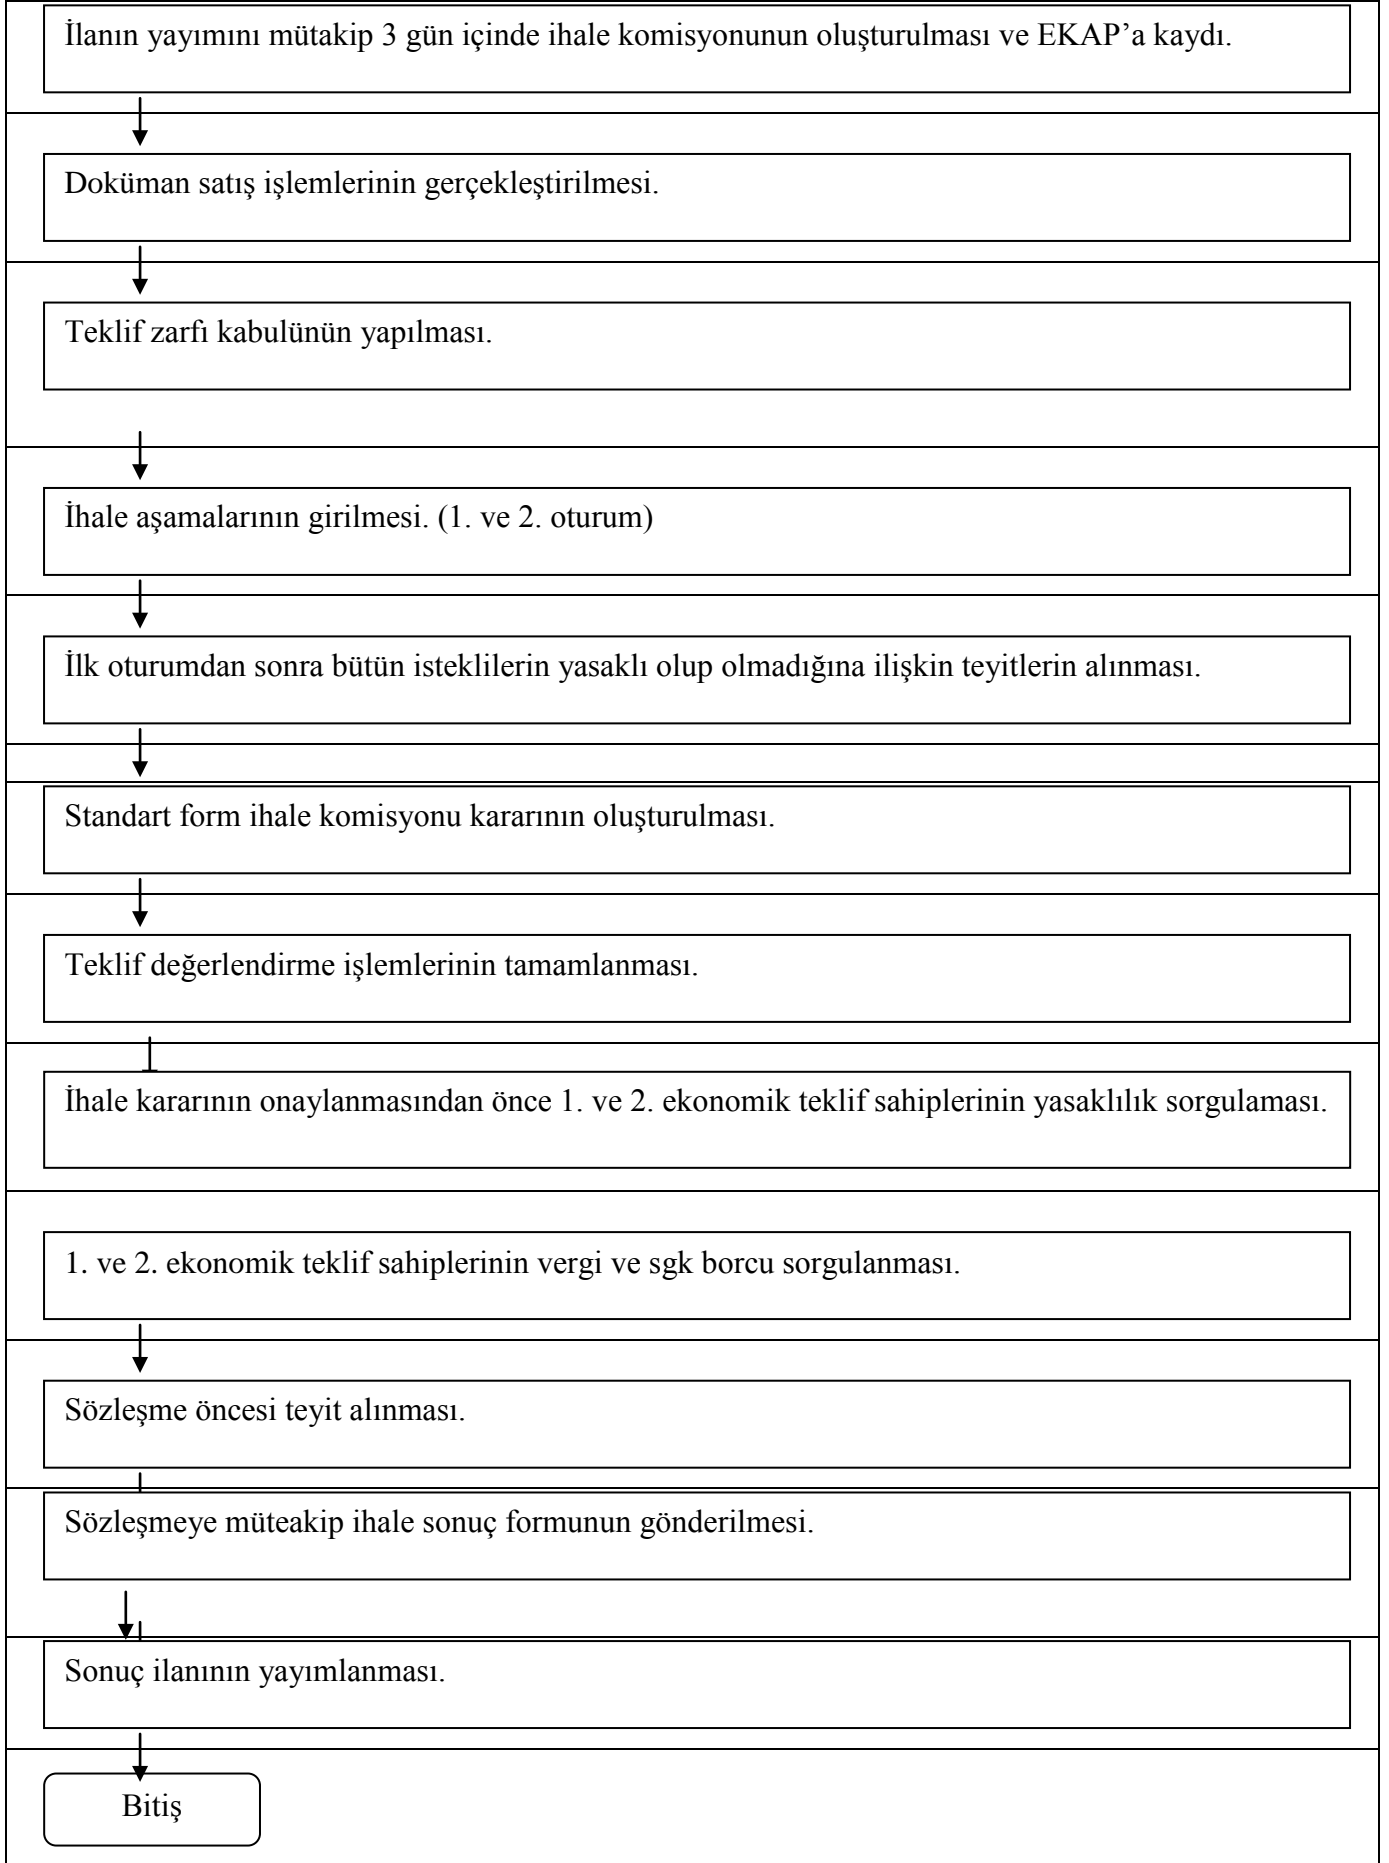 İlanın yayımını mütakip 3 gün içinde ihale komisyonunun oluşturulması ve EKAP’a kaydı.
Doküman satış işlemlerinin gerçekleştirilmesi.
Teklif zarfı kabulünün yapılması.
İhale aşamalarının girilmesi. (1. ve 2. oturum)
İlk oturumdan sonra bütün isteklilerin yasaklı olup olmadığına ilişkin teyitlerin alınması.
Standart form ihale komisyonu kararının oluşturulması.
Teklif değerlendirme işlemlerinin tamamlanması.
İhale kararının onaylanmasından önce 1. ve 2. ekonomik teklif sahiplerinin yasaklılık sorgulaması.
1. ve 2. ekonomik teklif sahiplerinin vergi ve sgk borcu sorgulanması.
Sözleşme öncesi teyit alınması.
Sözleşmeye müteakip ihale sonuç formunun gönderilmesi.
Sonuç ilanının yayımlanması.
Bitiş